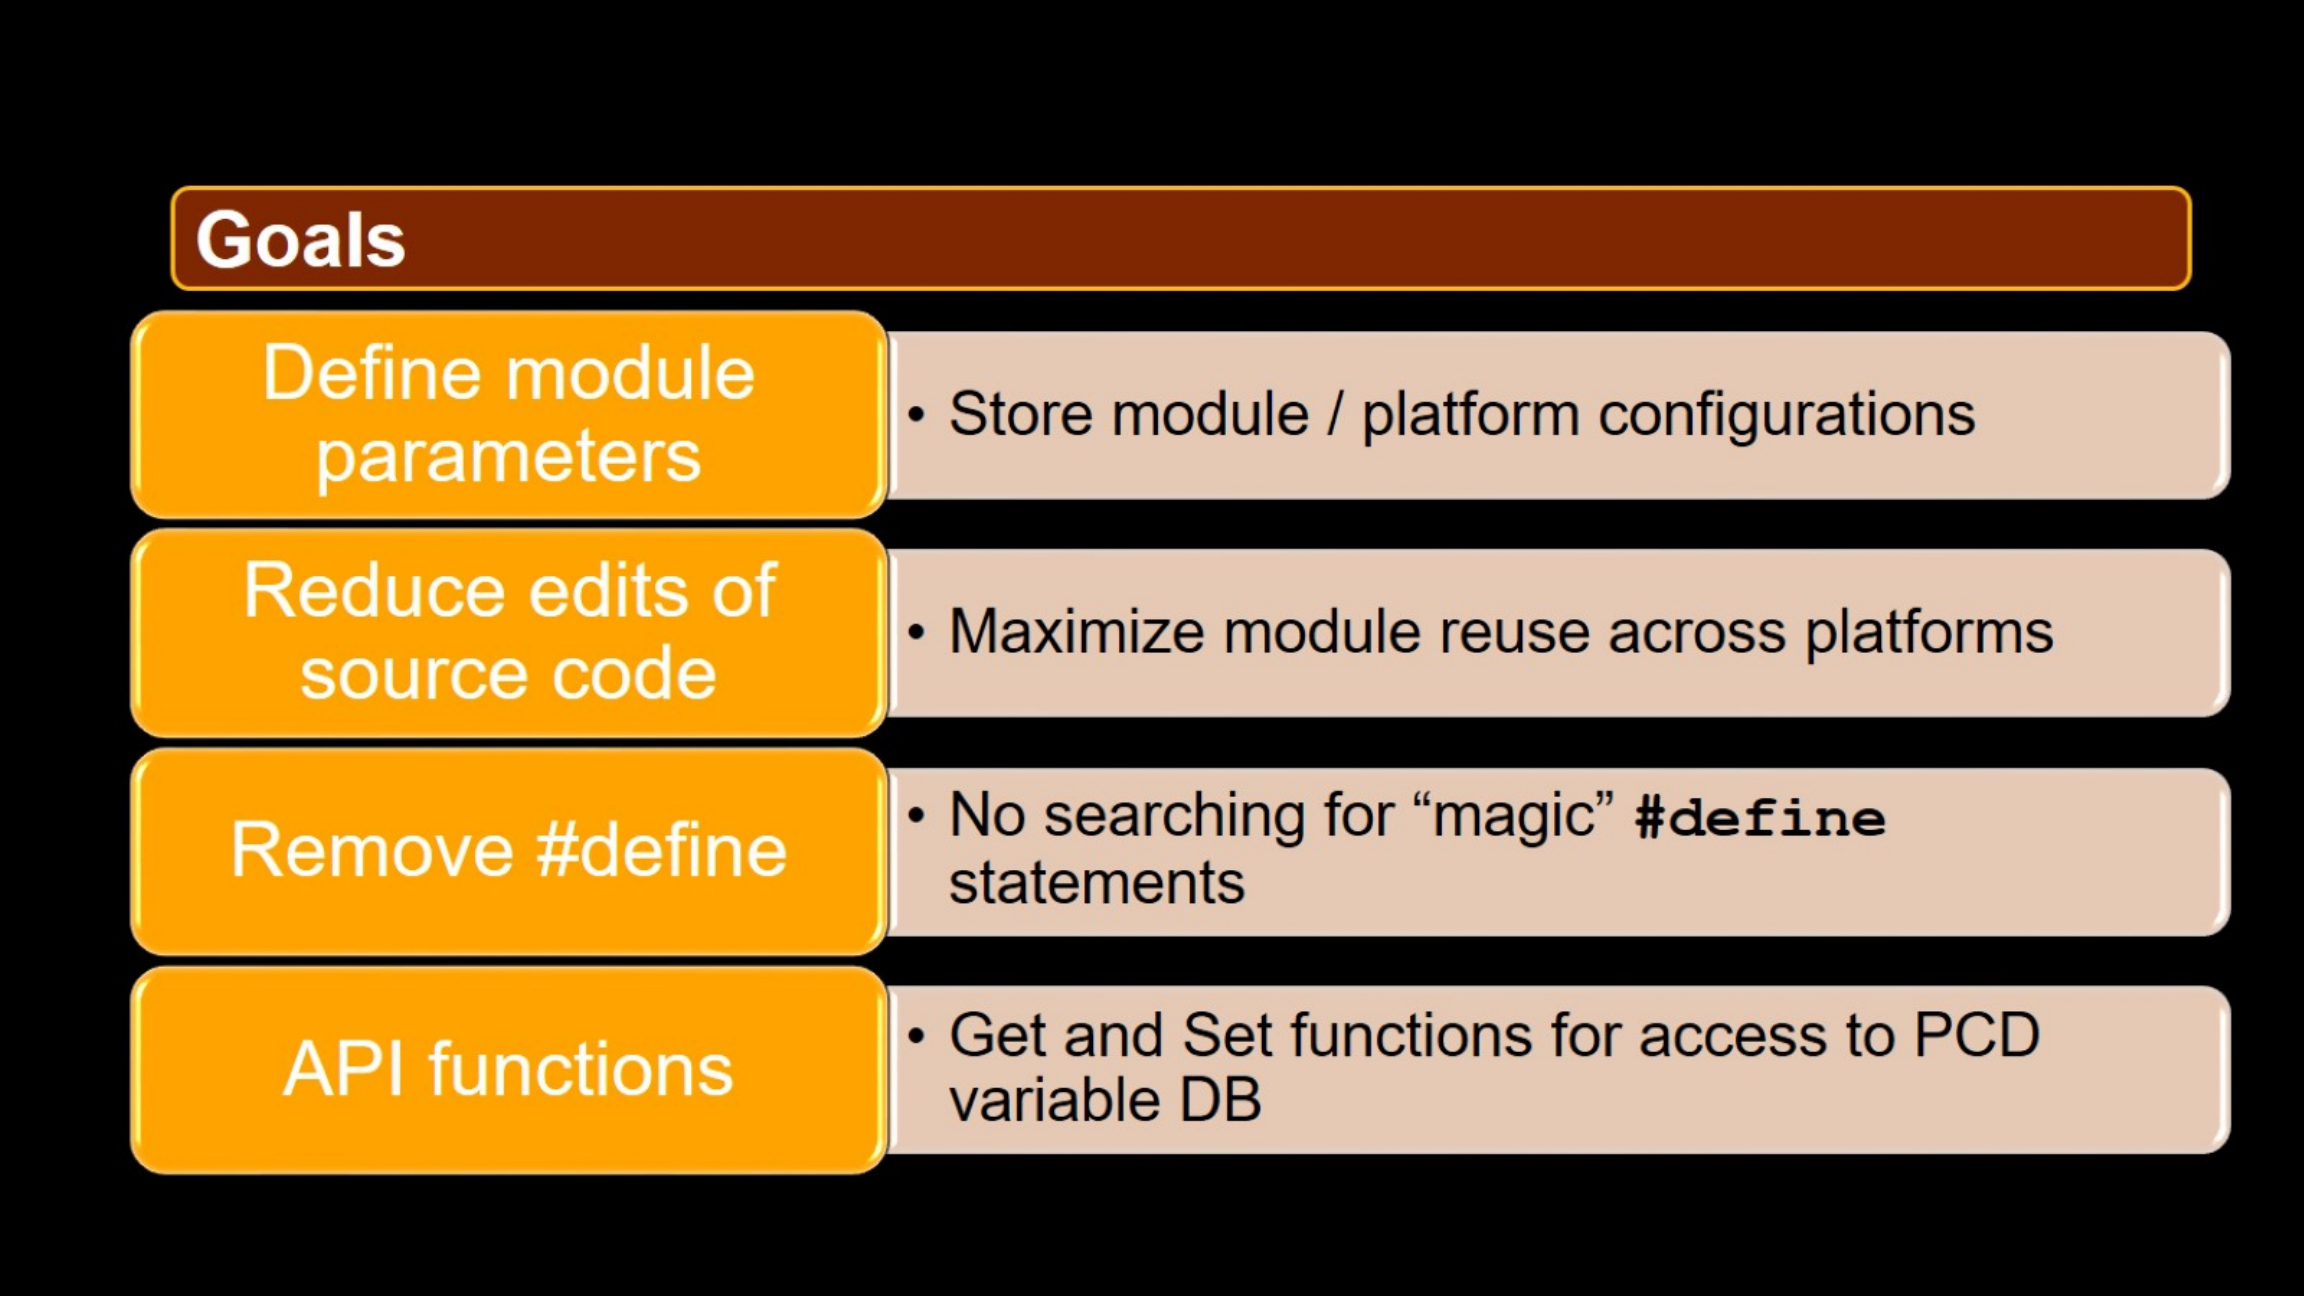 Goals
Define module
parameters
• Store module / platform configurations
Reduce edits of
source code
• Maximize module reuse across platforms
Remove #define
• No searching for “magic” #define
statements
API functions
• Get and Set functions for access to PCD
variable DB